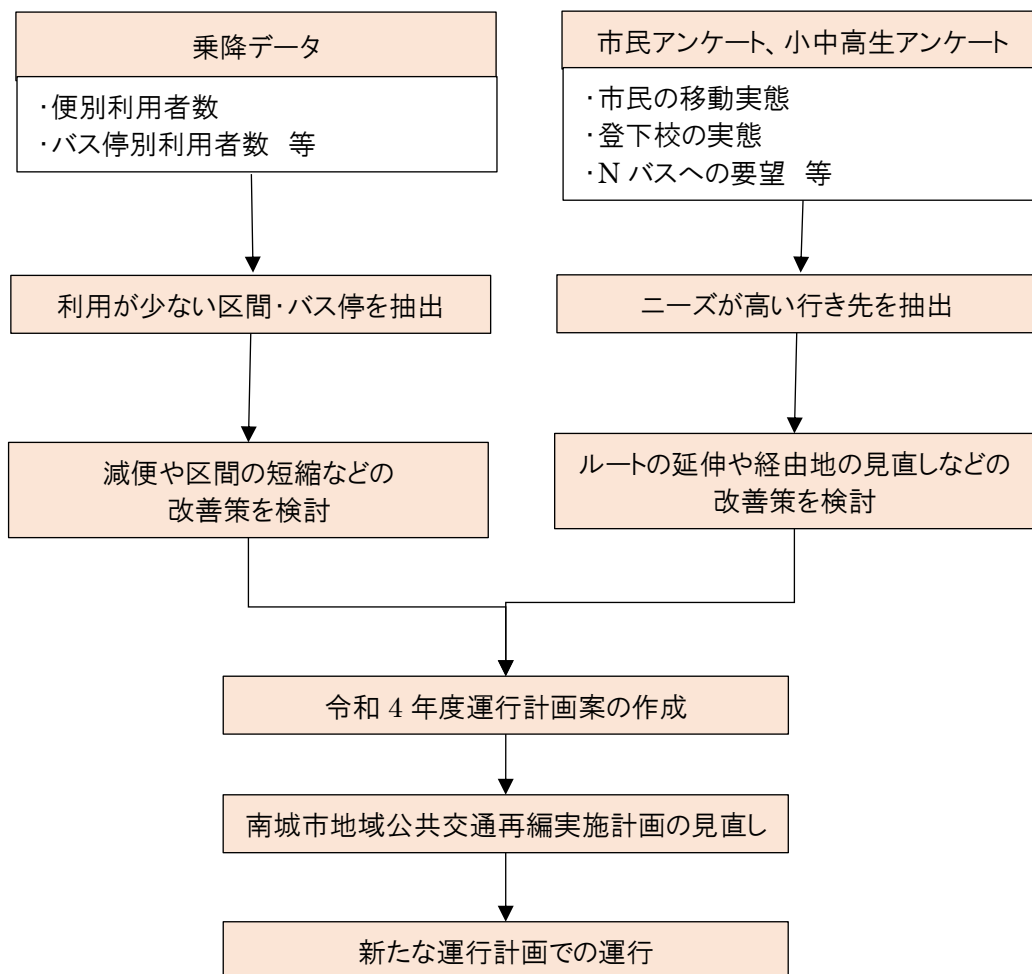 乗降データ
・便別利用者数
・バス停別利用者数 等
市民アンケート、小中高生アンケート
・市民の移動実態
・登下校の実態
・N バスへの要望 等
利用が少ない区間・バス停を抽出
ニーズが高い行き先を抽出
減便や区間の短縮などの
改善策を検討
ルートの延伸や経由地の見直しなどの
改善策を検討
令和 4 年度運行計画案の作成
南城市地域公共交通再編実施計画の見直し
新たな運行計画での運行